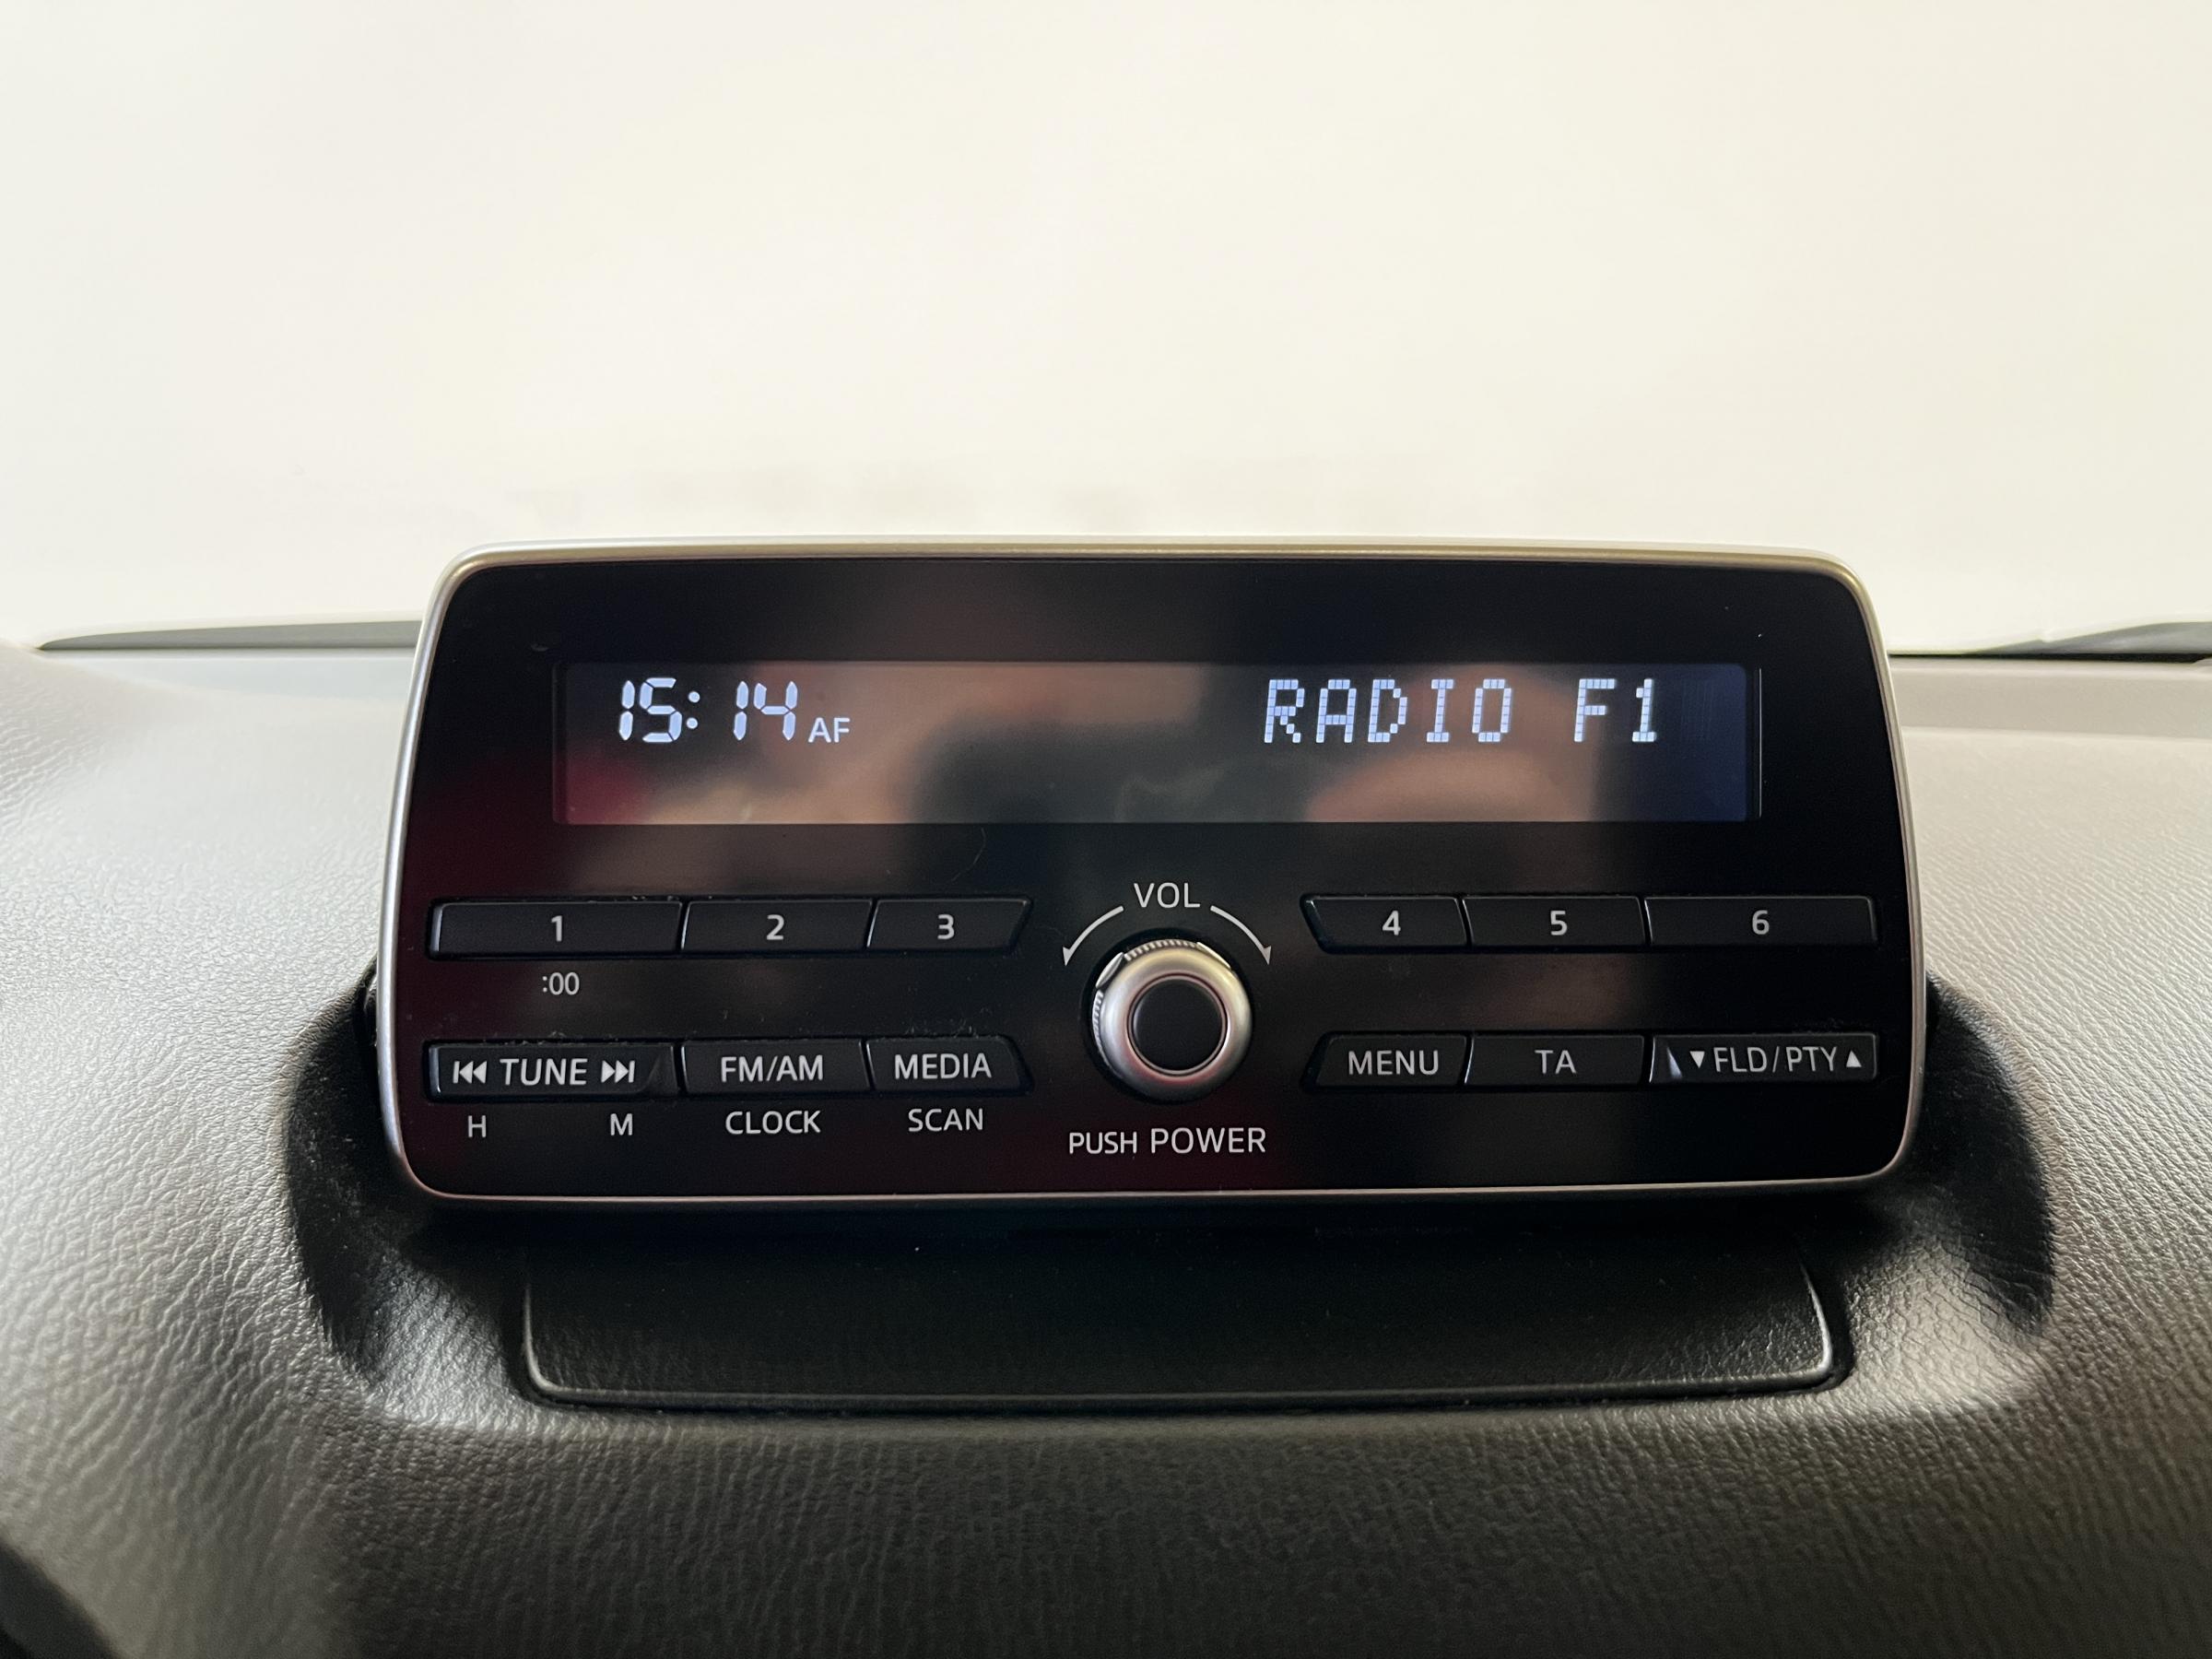 15:14 AF RADIO F1
VOL
1 2 3 4 5 6
:00
⏮ TUNE ⏭ FM/AM MEDIA MENU TA ▼ FLD/PTY ▲
H M CLOCK SCAN
PUSH POWER